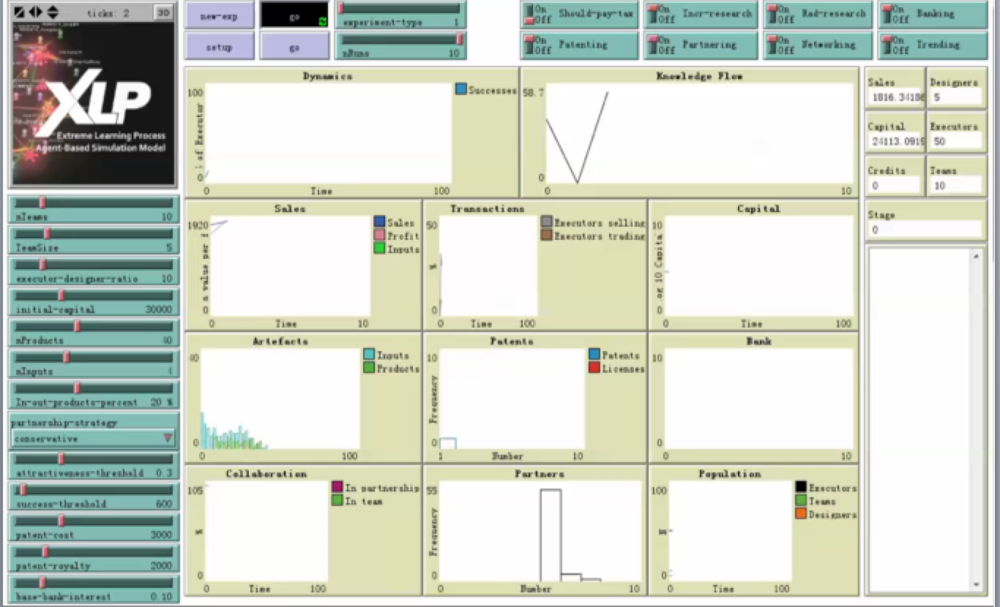 ticks: 2
3D
XLP
Extreme Learning Process
Agent-Based Simulation Model
new-exp
go
experiment-type 1
setup
go
nRuns 10
On
Off
Should-pay-tax
On
Off
Incr-research
On
Off
Rad-research
On
Off
Banking
On
Off
Patenting
On
Off
Partnering
On
Off
Networking
On
Off
Trending
nTeams 10
TeamSize 5
executor-designer-ratio 10
initial-capital 30000
nProducts 40
nInputs 4
In-out-products-percent 20 %
partnership-strategy
conservative
attractiveness-threshold 0.3
success-threshold 600
patent-cost 3000
patent-royalty 2000
base-bank-interest 0.10
Dynamics
100
of Executor
0
0 Time 100
Successes
Knowledge Flow
58.7
0
0 10
Sales
1920
a value per
0
0 Time 10
Sales
Profit
Inputs
Transactions
50
%
0
0 Time 100
Executors selling
Executors trading
Capital
10
og 10 Capita
0
0 Time 100
Artefacts
40
0
0 100
Inputs
Products
Patents
10
Frequency
0
1 Number 10
Patents
Licenses
Bank
10
0
0 10
Collaboration
105
%
0
0 Time 100
In partnership
In team
Partners
55
Frequency
0
0 Number 10
Population
100
%
0
0 Time 100
Executors
Teams
Designers
Sales
1816.34186
Designers
5
Capital
24113.0919
Executors
50
Credits
0
Teams
10
Stage
0